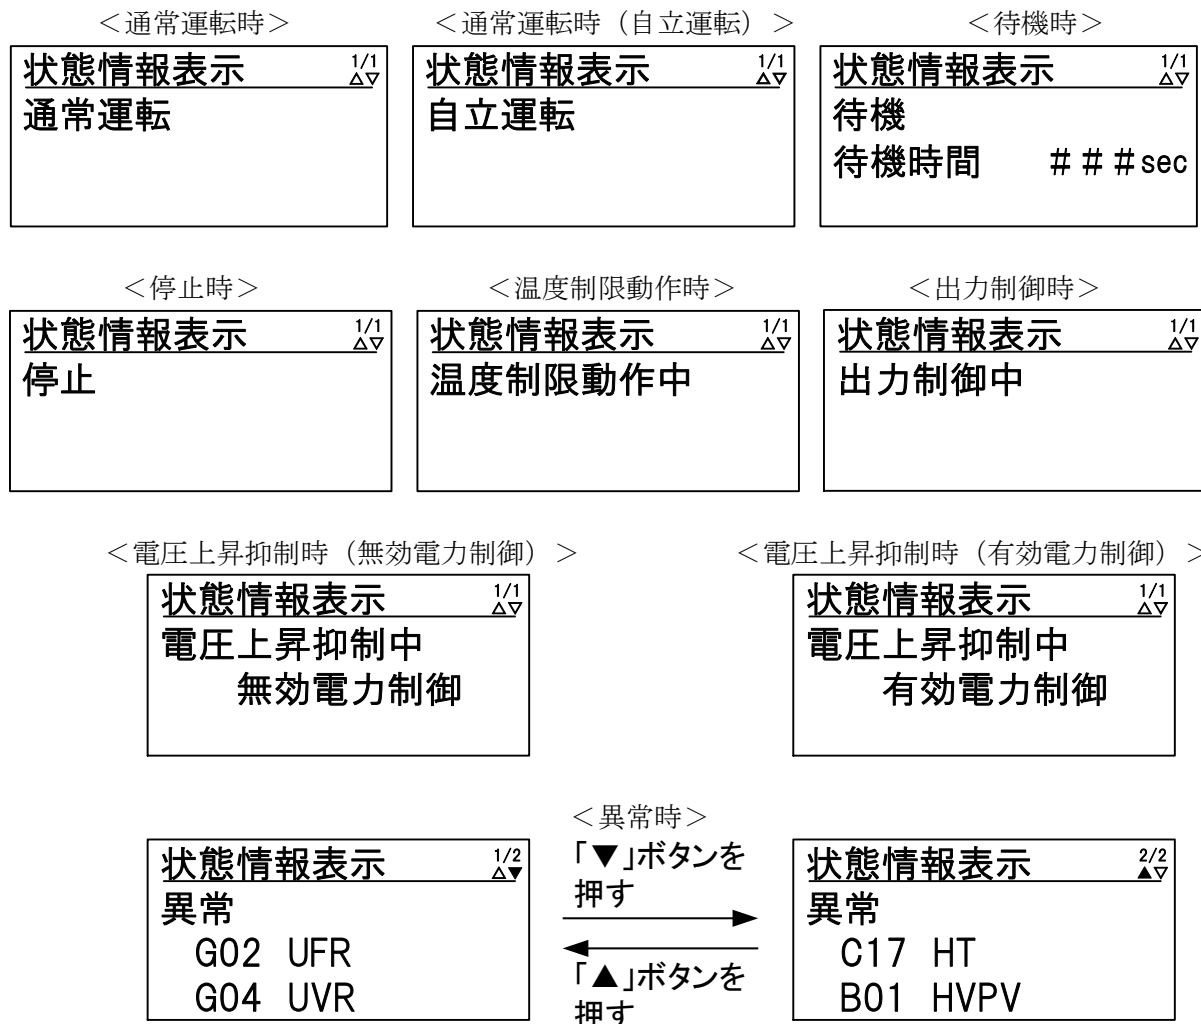 ＜通常運転時＞
状態情報表示 1/1
△▽
通常運転
＜通常運転時（自立運転）＞
状態情報表示 1/1
△▽
自立運転
＜待機時＞
状態情報表示 1/1
△▽
待機
待機時間 ＃＃＃sec
＜停止時＞
状態情報表示 1/1
△▽
停止
＜温度制限動作時＞
状態情報表示 1/1
△▽
温度制限動作中
＜出力制御時＞
状態情報表示 1/1
△▽
出力制御中
＜電圧上昇抑制時（無効電力制御）＞
状態情報表示 1/1
△▽
電圧上昇抑制中
無効電力制御
＜電圧上昇抑制時（有効電力制御）＞
状態情報表示 1/1
△▽
電圧上昇抑制中
有効電力制御
＜異常時＞
状態情報表示 1/2
△▼
異常
G02 UFR
G04 UVR
「▼」ボタンを
押す
「▲」ボタンを
押す
状態情報表示 2/2
▲▽
異常
C17 HT
B01 HVPV